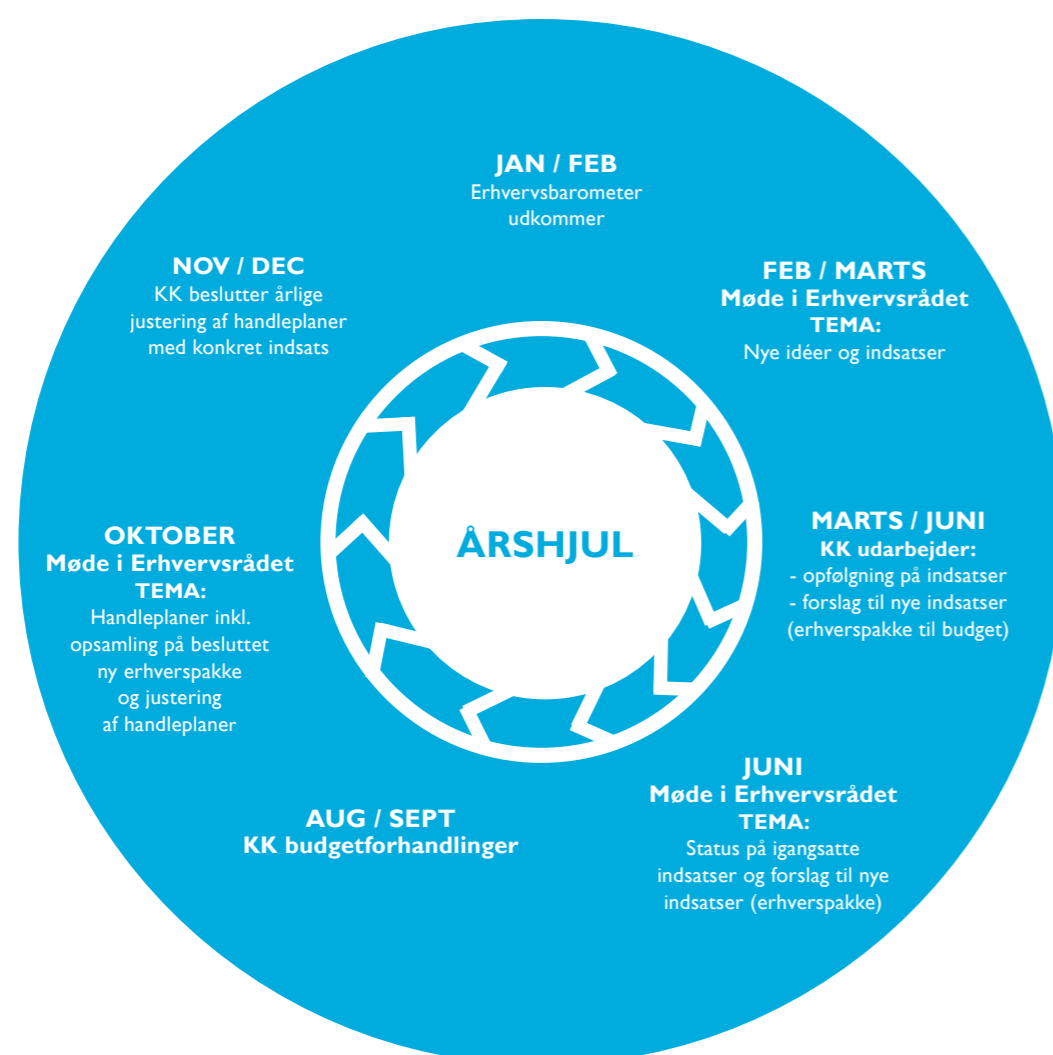 JAN / FEB
Erhvervsbarometer
udkommer
FEB / MARTS
Møde i Erhvervsrådet
TEMA:
Nye idéer og indsatser
MARTS / JUNI
KK udarbejder:
- opfølgning på indsatser
- forslag til nye indsatser
(erhverspakke til budget)
JUNI
Møde i Erhvervsrådet
TEMA:
Status på igangsatte
indsatser og forslag til nye
indsatser (erhverspakke)
AUG / SEPT
KK budgetforhandlinger
OKTOBER
Møde i Erhvervsrådet
TEMA:
Handleplaner inkl.
opsamling på besluttet
ny erhverspakke
og justering
af handleplaner
NOV / DEC
KK beslutter årlige
justering af handleplaner
med konkret indsats
ÅRSHJUL